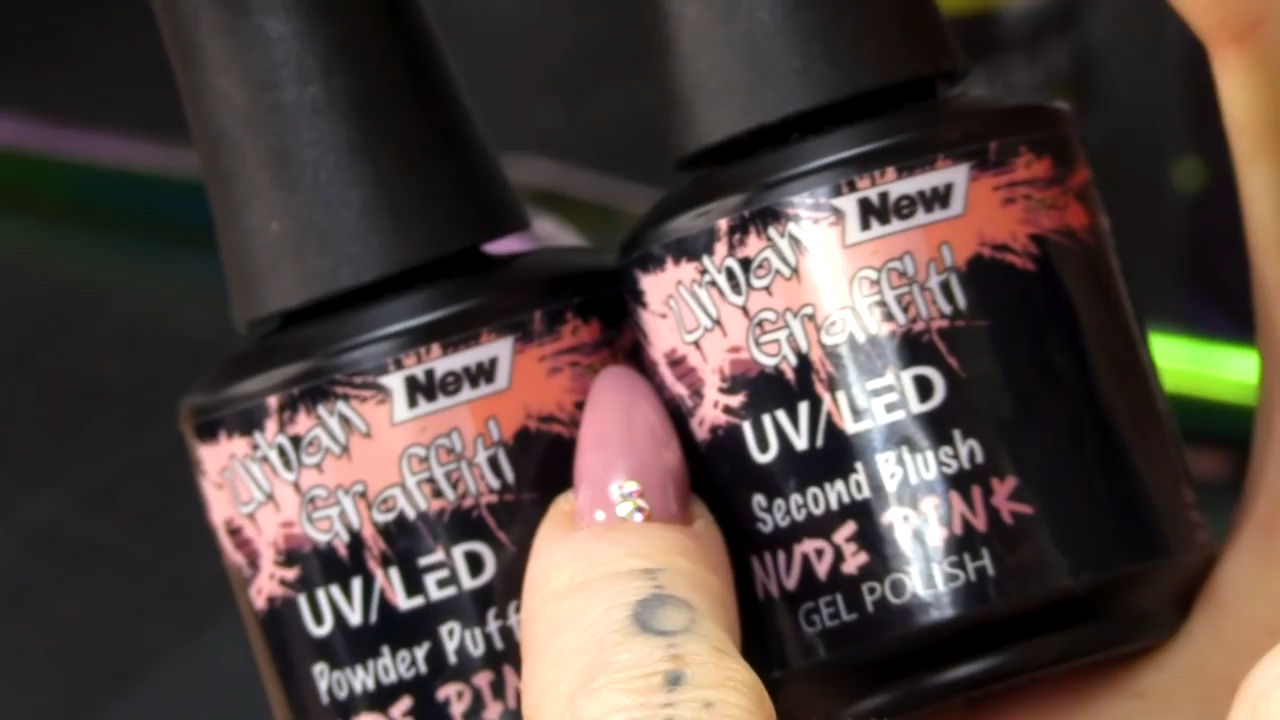 New
Urban
Graffiti
UV/LED
Powder Puff
New
Urban
Graffiti
UV/LED
Second Blush
NUDE PINK
GEL POLISH